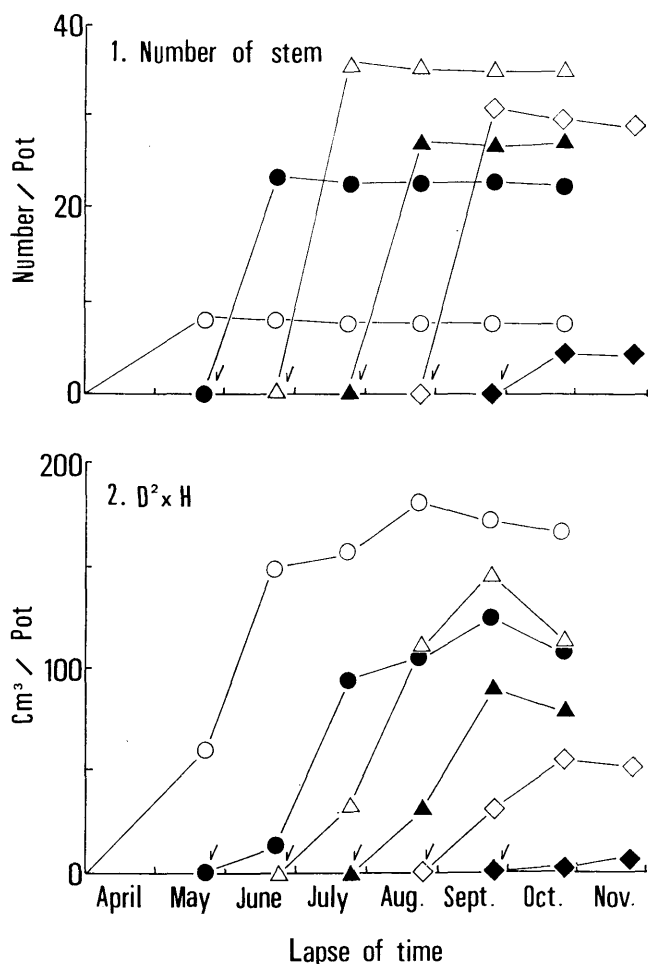 40
1. Number of stem
20
0
Number / Pot
200
2. D²x H
100
0
Cm³ / Pot
April May June July Aug. Sept. Oct. Nov.
Lapse of time